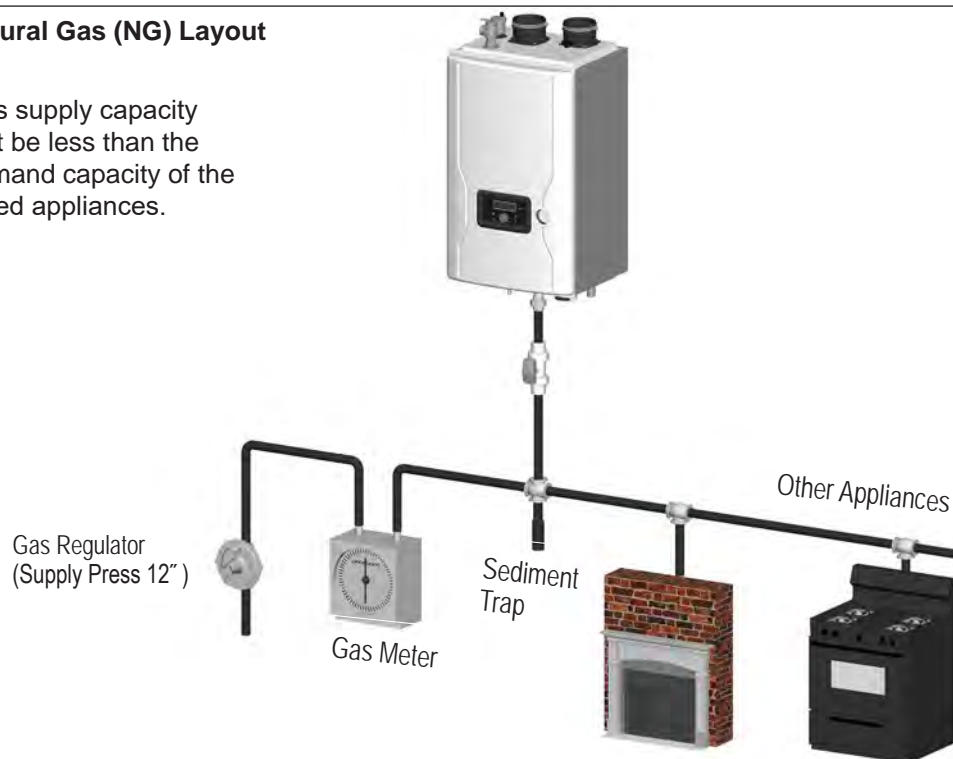 ural Gas (NG) Layout
s supply capacity
t be less than the
mand capacity of the
ed appliances.
Other Appliances
Gas Regulator
(Supply Press 12˝ )
Sediment
Trap
Gas Meter